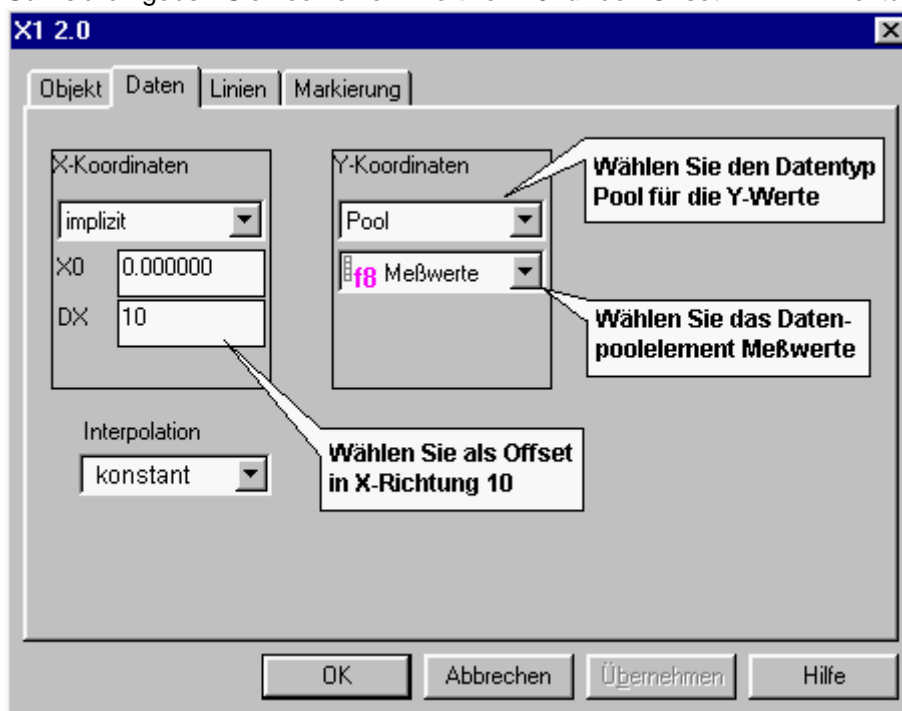 X1 2.0
Objekt Daten Linien Markierung
X-Koordinaten
implizit
X0 0.000000
DX 10
Y-Koordinaten
Pool
f8 Meßwerte
Wählen Sie den Datentyp
Pool für die Y-Werte
Wählen Sie das Daten-
poolelement Meßwerte
Interpolation
konstant
Wählen Sie als Offset
in X-Richtung 10
OK Abbrechen Übernehmen Hilfe